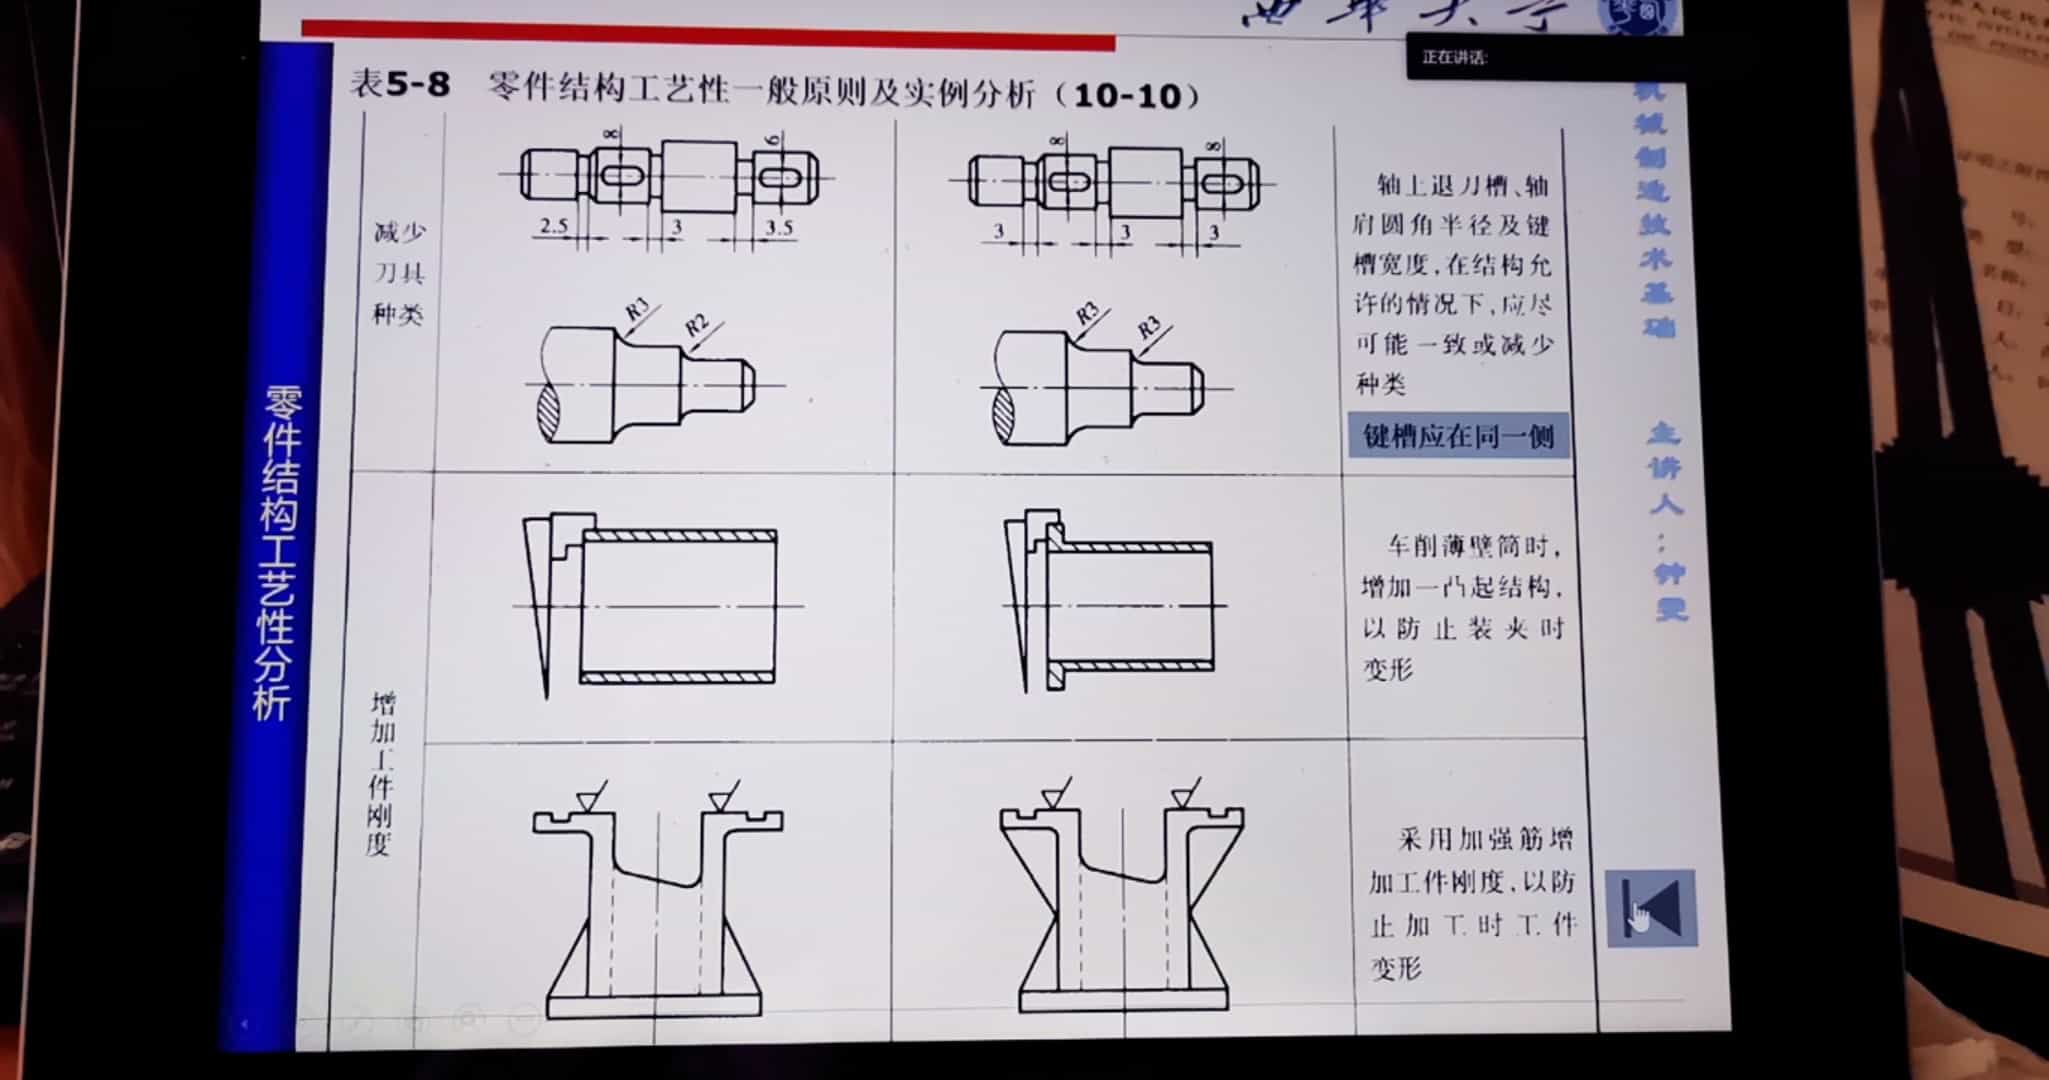 西华大学
正在讲话:
表5-8 零件结构工艺性一般原则及实例分析（10-10）
零件结构工艺性分析
减少
刀具
种类
8
6
2.5
3
3.5
8
8
3
3
3
R3
R2
R3
R3
轴上退刀槽、轴
肩圆角半径及键
槽宽度,在结构允
许的情况下,应尽
可能一致或减少
种类
键槽应在同一侧
增加工件刚度
车削薄壁筒时,
增加一凸起结构,
以防止装夹时
变形
采用加强筋增
加工件刚度,以防
止加工时工件
变形
机械制造技术基础
主讲人:钟雯